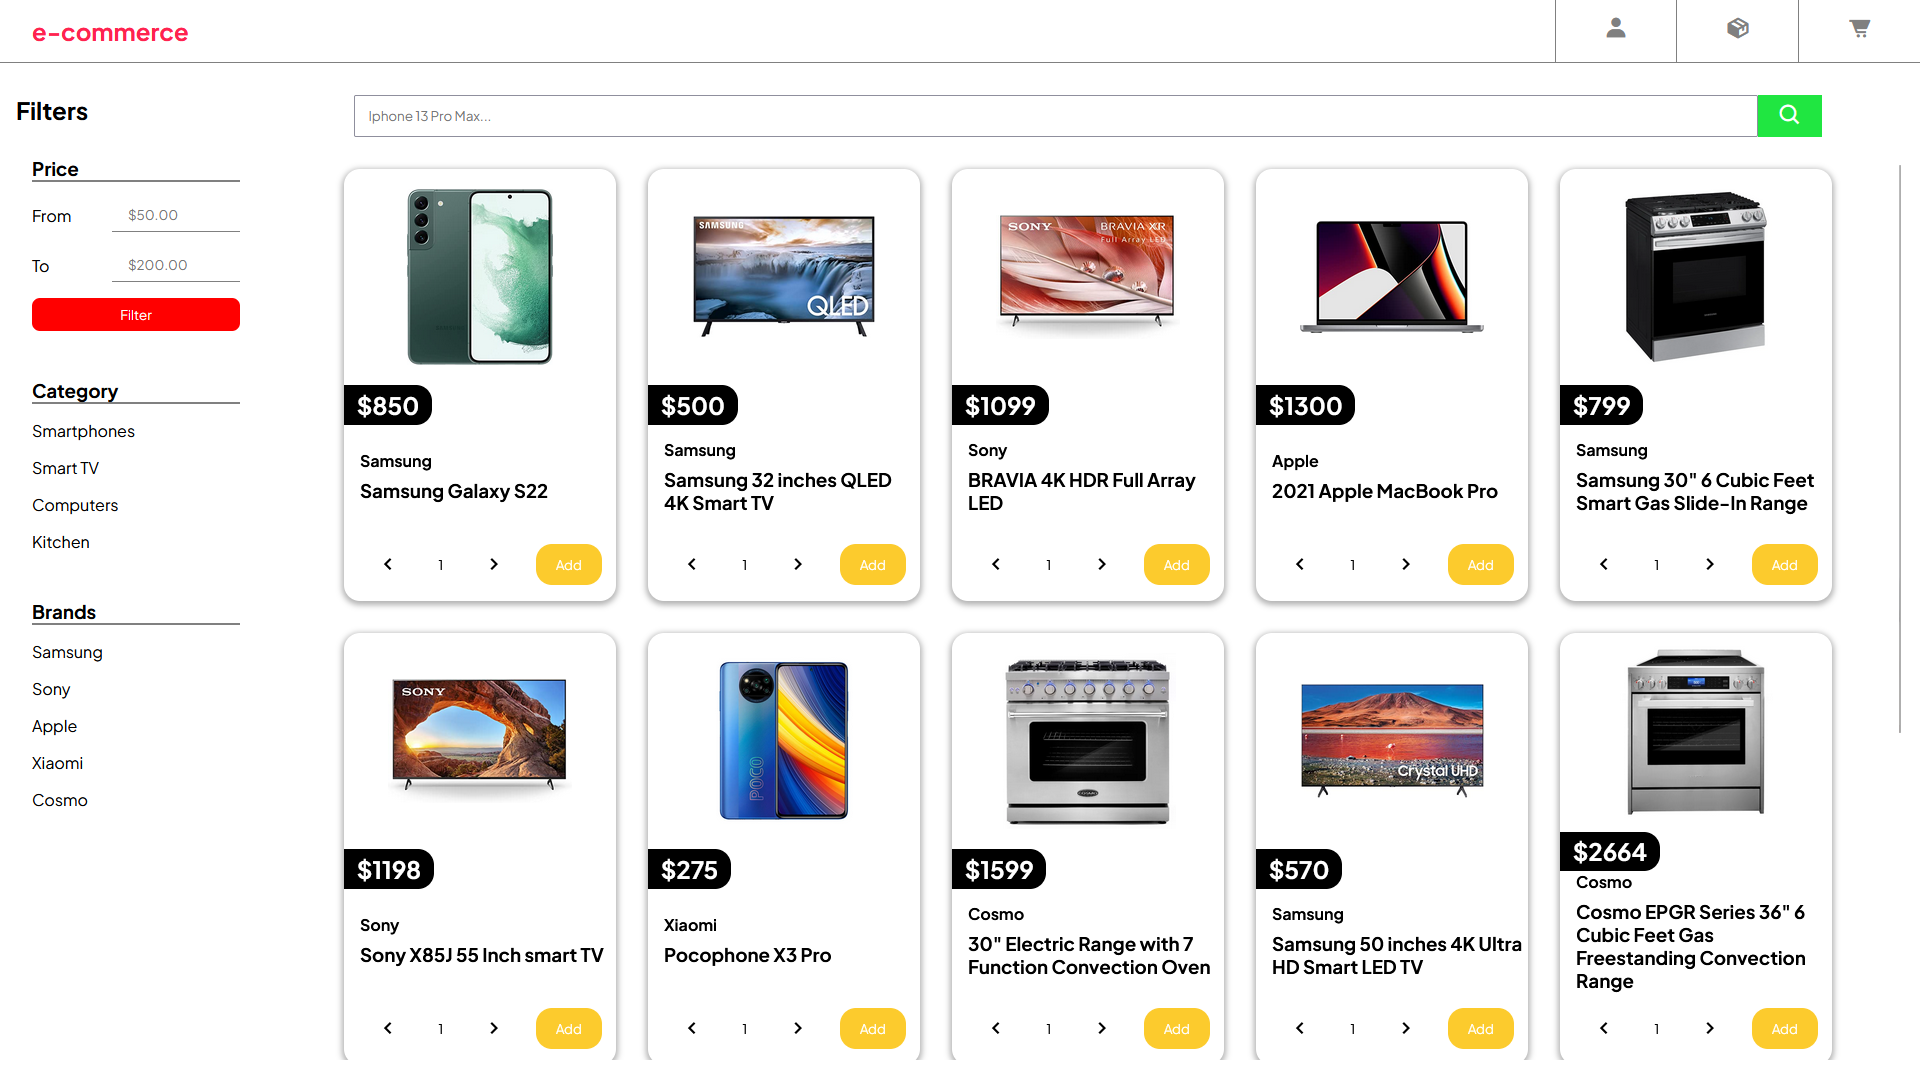 e-commerce
Filters
Iphone 13 Pro Max...
Price
From $50.00
To $200.00
Filter
Category
Smartphones
Smart TV
Computers
Kitchen
Brands
Samsung
Sony
Apple
Xiaomi
Cosmo
$850
Samsung
Samsung Galaxy S22
1 Add
SAMSUNG
QLED
$500
Samsung
Samsung 32 inches QLED
4K Smart TV
1 Add
SONY BRAVIA XR
Full Array LED
$1099
Sony
BRAVIA 4K HDR Full Array
LED
1 Add
$1300
Apple
2021 Apple MacBook Pro
1 Add
$799
Samsung
Samsung 30" 6 Cubic Feet
Smart Gas Slide-In Range
1 Add
SONY
$1198
Sony
Sony X85J 55 Inch smart TV
1 Add
POCO
$275
Xiaomi
Pocophone X3 Pro
1 Add
COSMO
$1599
Cosmo
30" Electric Range with 7
Function Convection Oven
1 Add
Crystal UHD
$570
Samsung
Samsung 50 inches 4K Ultra
HD Smart LED TV
1 Add
$2664
Cosmo
Cosmo EPGR Series 36" 6
Cubic Feet Gas
Freestanding Convection
Range
1 Add